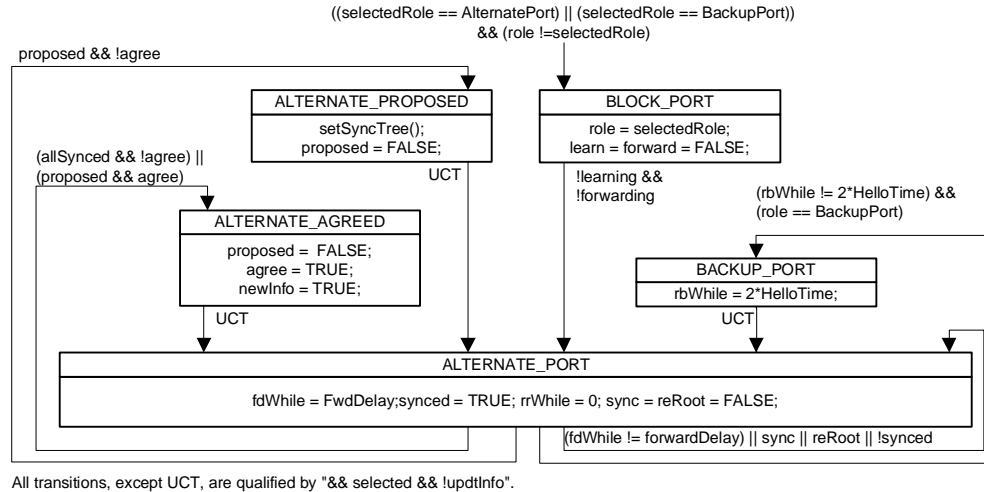 ((selectedRole == AlternatePort) || (selectedRole == BackupPort))
&& (role !=selectedRole)
proposed && !agree
ALTERNATE_PROPOSED
setSyncTree();
proposed = FALSE;
BLOCK_PORT
role = selectedRole;
learn = forward = FALSE;
(allSynced && !agree) ||
(proposed && agree)
UCT
!learning &&
!forwarding
(rbWhile != 2*HelloTime) &&
(role == BackupPort)
ALTERNATE_AGREED
proposed = FALSE;
agree = TRUE;
newInfo = TRUE;
BACKUP_PORT
rbWhile = 2*HelloTime;
UCT
UCT
ALTERNATE_PORT
fdWhile = FwdDelay;synced = TRUE; rrWhile = 0; sync = reRoot = FALSE;
(fdWhile != forwardDelay) || sync || reRoot || !synced
All transitions, except UCT, are qualified by "&& selected && !updtInfo".